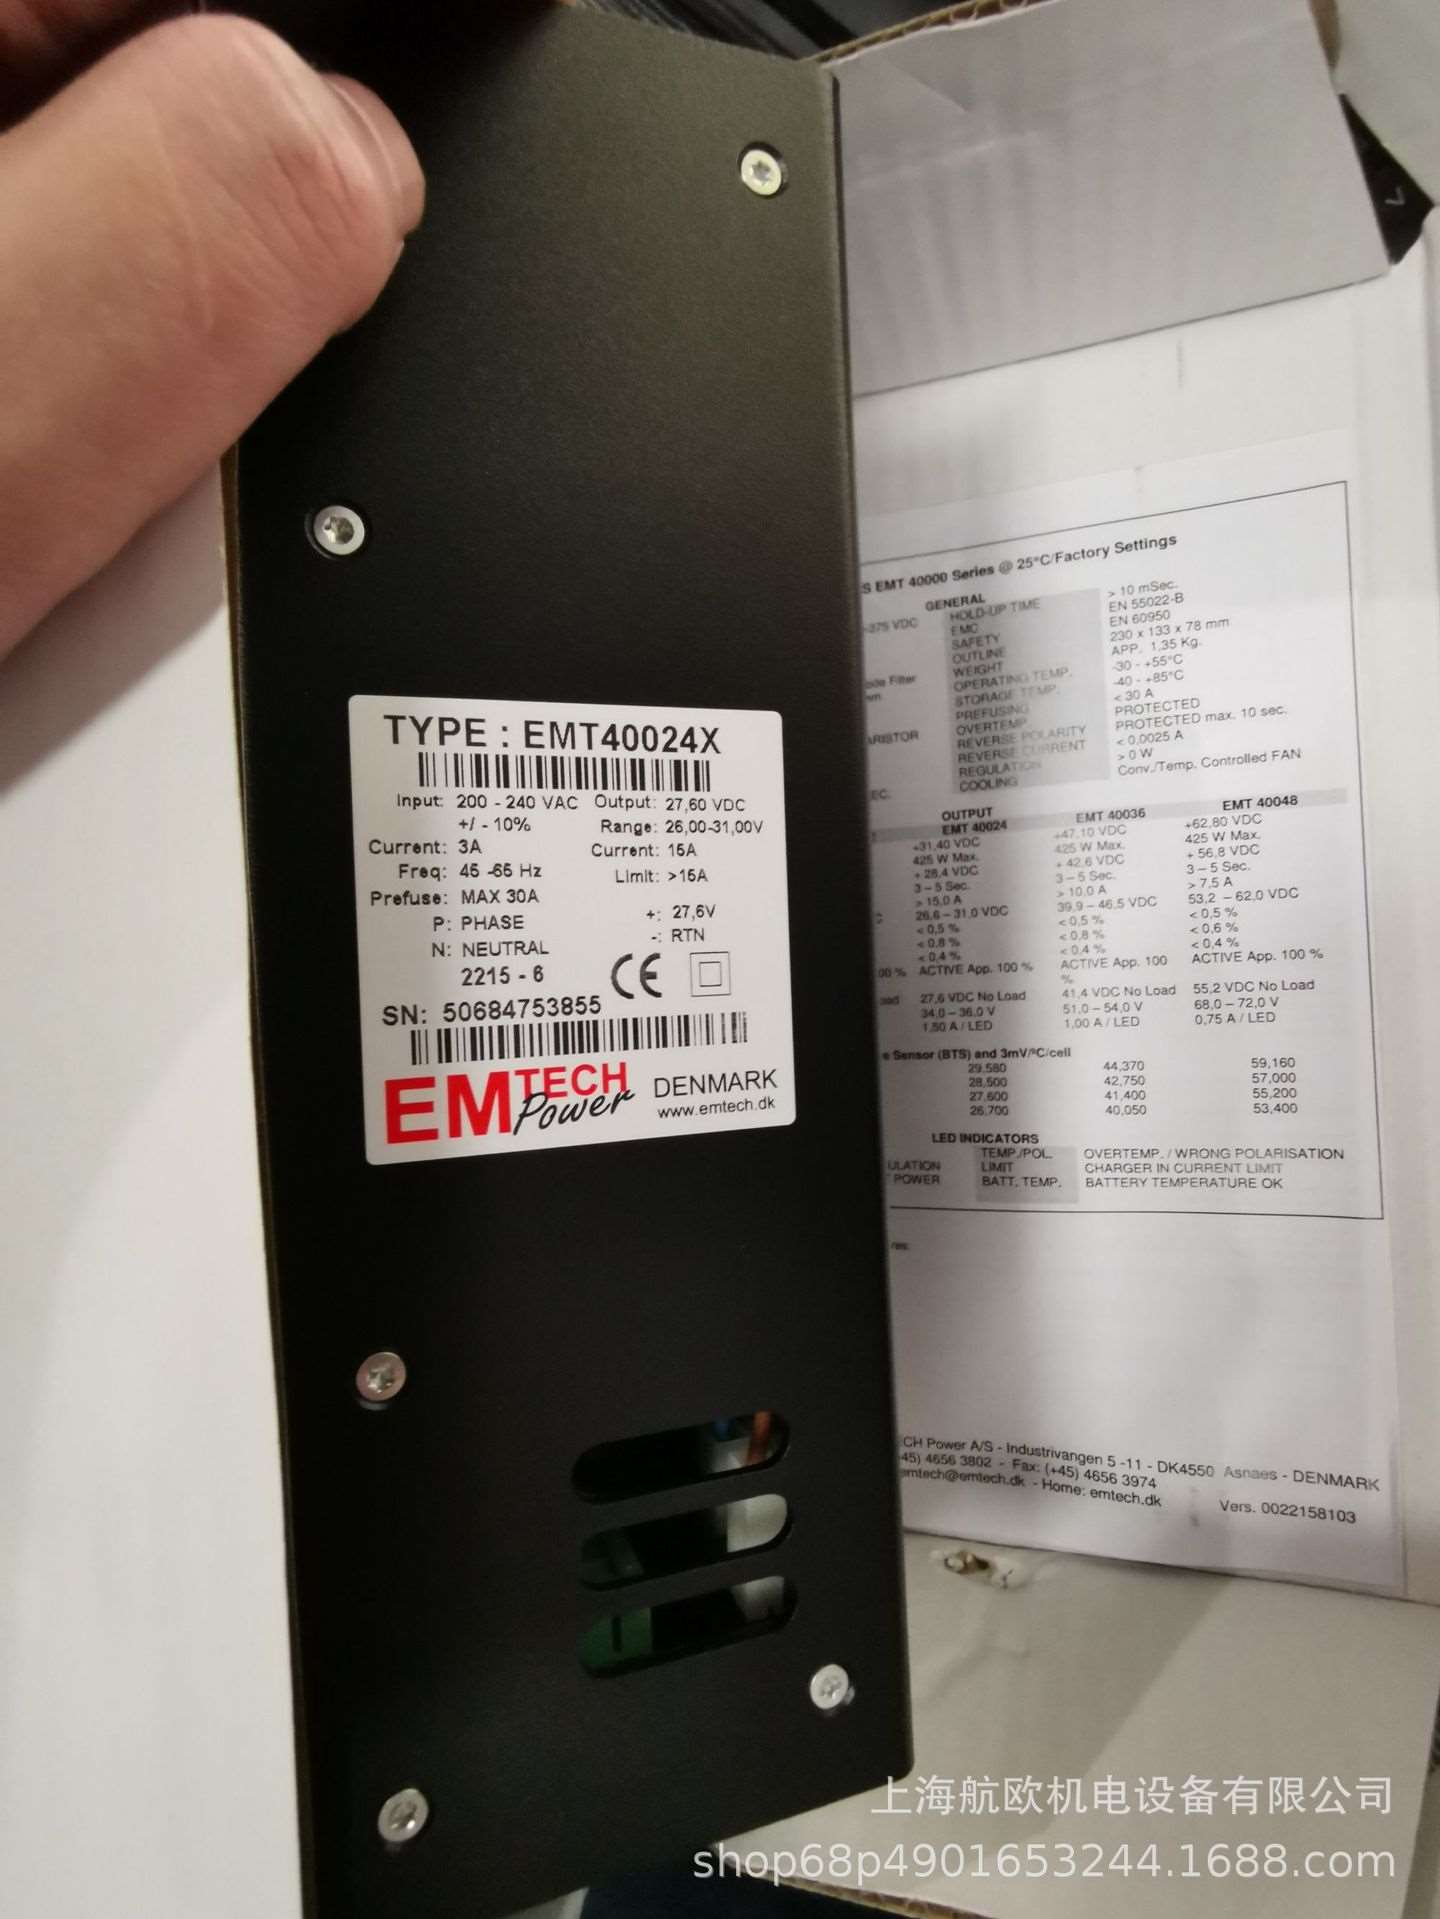 TYPE : EMT40024X
Input: 200 - 240 VAC Output: 27,60 VDC
+/ - 10% Range: 26,00-31,00V
Current: 3A Current: 15A
Freq: 45 -65 Hz Limit: >15A
Prefuse: MAX 30A
P: PHASE +: 27,6V
N: NEUTRAL -: RTN
2215 - 6 CE
SN: 50684753855
EMTECH Power DENMARK
www.emtech.dk
S EMT 40000 Series @ 25°C/Factory Settings
GENERAL
-375 VDC HOLD-UP TIME > 10 mSec.
EMC EN 55022-B
SAFETY EN 60950
OUTLINE 230 x 133 x 78 mm
ode Filter WEIGHT APP. 1,35 Kg.
OPERATING TEMP. -30 - +55°C
STORAGE TEMP. -40 - +85°C
PREFUSING < 30 A
ARISTOR OVERTEMP. PROTECTED
REVERSE POLARITY PROTECTED max. 10 sec.
REVERSE CURRENT < 0,0025 A
REGULATION > 0 W
EC. COOLING Conv./Temp. Controlled FAN
OUTPUT
EMT 40024 EMT 40036 EMT 40048
+31,40 VDC +47,10 VDC +62,80 VDC
425 W Max. 425 W Max. 425 W Max.
+ 28,4 VDC + 42,6 VDC + 56,8 VDC
3 – 5 Sec. 3 – 5 Sec. 3 – 5 Sec.
> 15,0 A > 10,0 A > 7,5 A
26,6 – 31,0 VDC 39,9 – 46,5 VDC 53,2 – 62,0 VDC
< 0,5 % < 0,5 % < 0,5 %
< 0,8 % < 0,8 % < 0,6 %
< 0,4 % < 0,4 % < 0,4 %
00 % ACTIVE App. 100 % ACTIVE App. 100 % ACTIVE App. 100 %
oad 27,6 VDC No Load 41,4 VDC No Load 55,2 VDC No Load
34,0 – 36,0 V 51,0 – 54,0 V 68,0 – 72,0 V
1,50 A / LED 1,00 A / LED 0,75 A / LED
e Sensor (BTS) and 3mV/°C/cell
29,580 44,370 59,160
28,500 42,750 57,000
27,600 41,400 55,200
26,700 40,050 53,400
LED INDICATORS
TEMP./POL. OVERTEMP. / WRONG POLARISATION
ULATION LIMIT CHARGER IN CURRENT LIMIT
POWER BATT. TEMP. BATTERY TEMPERATURE OK
res:
CH Power A/S - Industrivangen 5 -11 - DK4550 Asnaes - DENMARK
45) 4656 3802 - Fax: (+45) 4656 3974
emtech@emtech.dk - Home: emtech.dk Vers. 0022158103
上海航欧机电设备有限公司
shop68p4901653244.1688.com